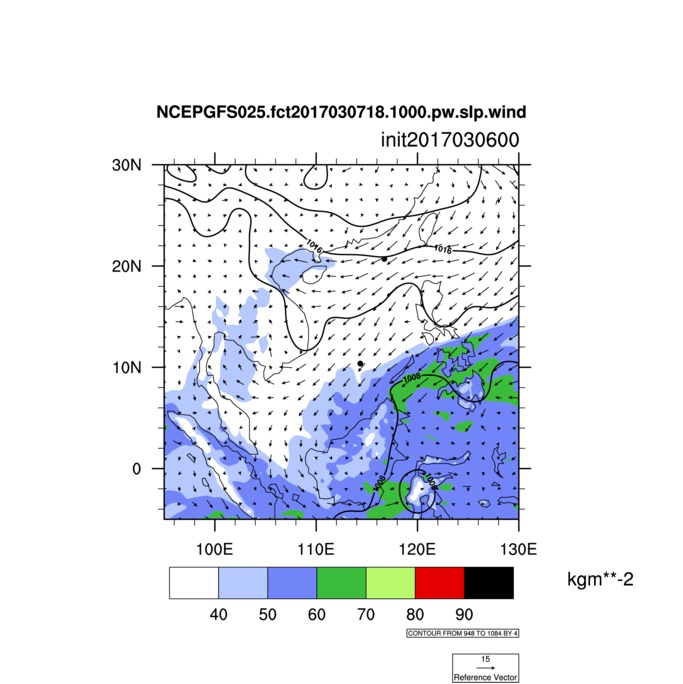 NCEPGFS025.fct2017030718.1000.pw.slp.wind
init2017030600
30N
20N
10N
0
1016
1016
1008
1008
1008
100E
110E
120E
130E
kgm**-2
40
50
60
70
80
90
CONTOUR FROM 948 TO 1084 BY 4
15
Reference Vector